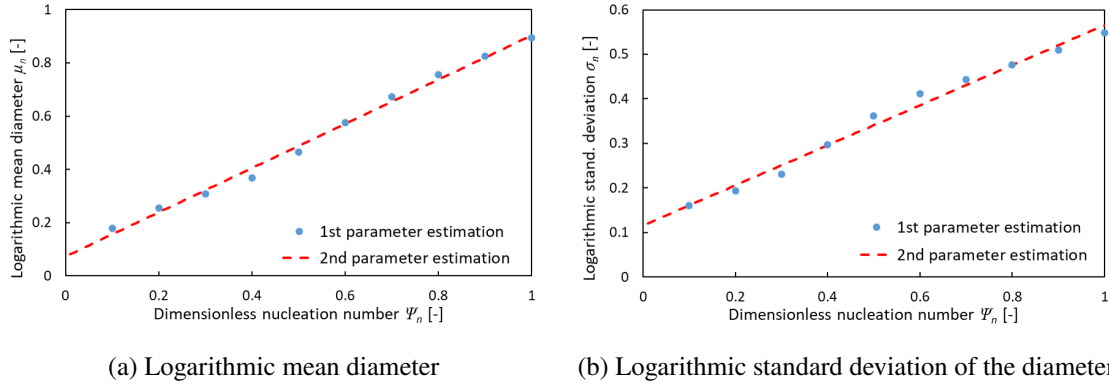 1
0.8
0.6
0.4
0.2
0
0 0.2 0.4 0.6 0.8 1
Logarithmic mean diameter μn [-]
Dimensionless nucleation number Ψn [-]
1st parameter estimation
2nd parameter estimation
(a) Logarithmic mean diameter
0.6
0.5
0.4
0.3
0.2
0.1
0
0 0.2 0.4 0.6 0.8 1
Logarithmic stand. deviation σn [-]
Dimensionless nucleation number Ψn [-]
1st parameter estimation
2nd parameter estimation
(b) Logarithmic standard deviation of the diameter